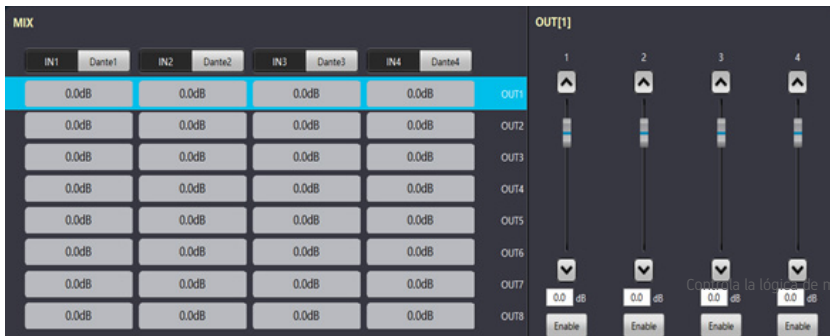 MIX
OUT[1]
IN1 Dante1 IN2 Dante2 IN3 Dante3 IN4 Dante4
1 2 3 4
0.0dB 0.0dB 0.0dB 0.0dB OUT1
0.0dB 0.0dB 0.0dB 0.0dB OUT2
0.0dB 0.0dB 0.0dB 0.0dB OUT3
0.0dB 0.0dB 0.0dB 0.0dB OUT4
0.0dB 0.0dB 0.0dB 0.0dB OUT5
0.0dB 0.0dB 0.0dB 0.0dB OUT6
0.0dB 0.0dB 0.0dB 0.0dB OUT7
0.0dB 0.0dB 0.0dB 0.0dB OUT8
Controla la lógica de
0.0 dB 0.0 dB 0.0 dB 0.0 dB
Enable Enable Enable Enable